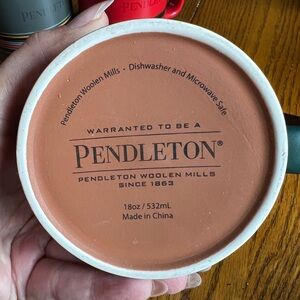 PENDLETON
Pendleton Woolen Mills • Dishwasher and Microwave Safe
WARRANTED TO BE A
PENDLETON®
PENDLETON WOOLEN MILLS
SINCE 1863
18oz / 532mL
Made in China